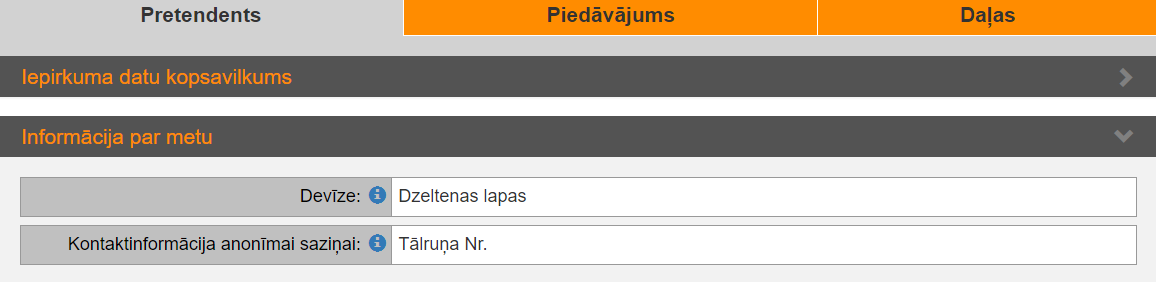 Pretendents Piedāvājums Daļas
Iepirkuma datu kopsavilkums
Informācija par metu
Devīze: Dzeltenas lapas
Kontaktinformācija anonīmai saziņai: Tālruņa Nr.